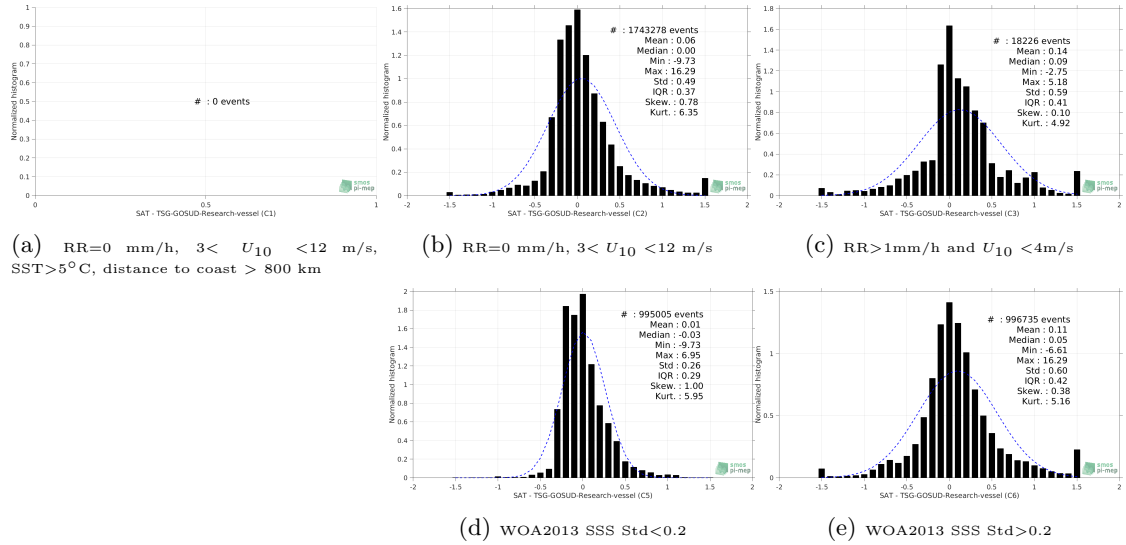 1
0.9
0.8
0.7
0.6
0.5
0.4
0.3
0.2
0.1
0
Normalized histogram
# : 0 events
smos
pi-mep
0 0.5 1
SAT - TSG-GOSUD-Research-vessel (C1)
(a) RR=0 mm/h, 3< U10 <12 m/s,
SST>5°C, distance to coast > 800 km
1.6
1.4
1.2
1
0.8
0.6
0.4
0.2
0
Normalized histogram
# : 1743278 events
Mean : 0.06
Median : 0.00
Min : -9.73
Max : 16.29
Std : 0.49
IQR : 0.37
Skew. : 0.78
Kurt. : 6.35
smos
pi-mep
-2 -1.5 -1 -0.5 0 0.5 1 1.5 2
SAT - TSG-GOSUD-Research-vessel (C2)
(b) RR=0 mm/h, 3< U10 <12 m/s
1.8
1.6
1.4
1.2
1
0.8
0.6
0.4
0.2
0
Normalized histogram
# : 18226 events
Mean : 0.14
Median : 0.09
Min : -2.75
Max : 5.18
Std : 0.59
IQR : 0.41
Skew. : 0.10
Kurt. : 4.92
smos
pi-mep
-2 -1.5 -1 -0.5 0 0.5 1 1.5 2
SAT - TSG-GOSUD-Research-vessel (C3)
(c) RR>1mm/h and U10 <4m/s
2
1.8
1.6
1.4
1.2
1
0.8
0.6
0.4
0.2
0
Normalized histogram
# : 995005 events
Mean : 0.01
Median : -0.03
Min : -9.73
Max : 6.95
Std : 0.26
IQR : 0.29
Skew. : 1.00
Kurt. : 5.95
smos
pi-mep
-2 -1.5 -1 -0.5 0 0.5 1 1.5 2
SAT - TSG-GOSUD-Research-vessel (C5)
(d) WOA2013 SSS Std<0.2
1.5
1
0.5
0
Normalized histogram
# : 996735 events
Mean : 0.11
Median : 0.05
Min : -6.61
Max : 16.29
Std : 0.60
IQR : 0.42
Skew. : 0.38
Kurt. : 5.16
smos
pi-mep
-2 -1.5 -1 -0.5 0 0.5 1 1.5 2
SAT - TSG-GOSUD-Research-vessel (C6)
(e) WOA2013 SSS Std>0.2